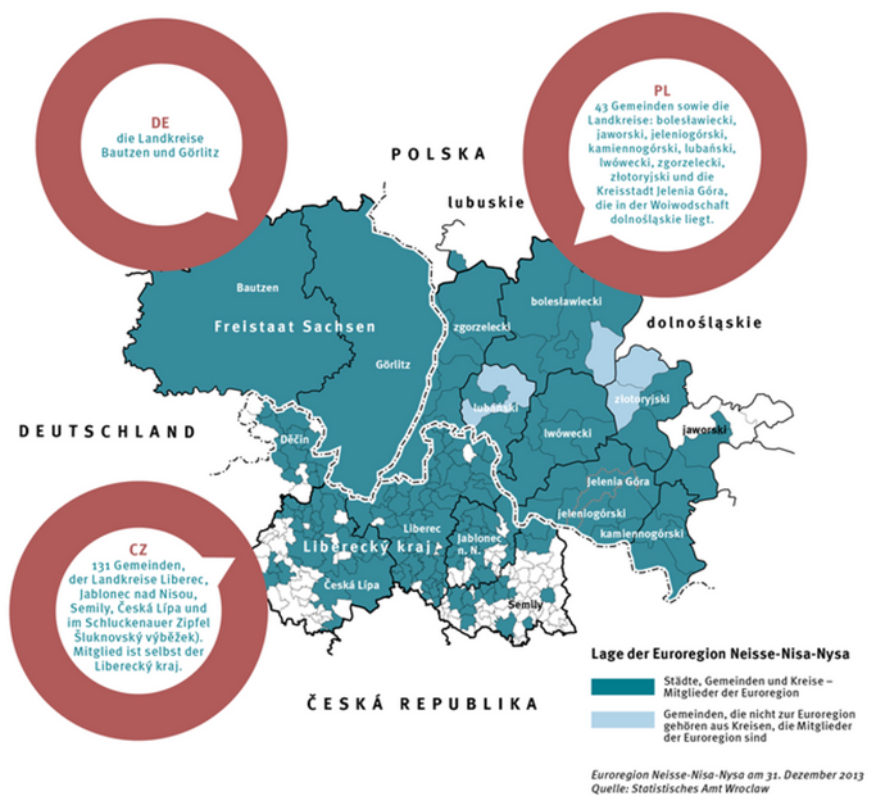 DE
die Landkreise
Bautzen und Görlitz
PL
43 Gemeinden sowie die
Landkreise: bolesławiecki,
jaworski, jeleniogórski,
kamiennogórski, lubański,
lwówecki, zgorzelecki,
złotoryjski und die
Kreisstadt Jelenia Góra,
die in der Woiwodschaft
dolnośląskie liegt.
POLSKA
lubuskie
Bautzen
bolesławiecki
Freistaat Sachsen
zgorzelecki
dolnośląskie
Görlitz
złotoryjski
lubański
DEUTSCHLAND
Děčín
lwówecki
jaworski
Jelenia Góra
jeleniogórski
kamiennogórski
Liberec
Jablonec
n. N.
Liberecký kraj
Česká Lípa
Semily
CZ
131 Gemeinden,
der Landkreise Liberec,
Jablonec nad Nisou,
Semily, Česká Lípa und
im Schluckenauer Zipfel
Šluknovský výběžek).
Mitglied ist selbst der
Liberecký kraj.
ČESKÁ REPUBLIKA
Lage der Euroregion Neisse-Nisa-Nysa
Städte, Gemeinden und Kreise –
Mitglieder der Euroregion
Gemeinden, die nicht zur Euroregion
gehören aus Kreisen, die Mitglieder
der Euroregion sind
Euroregion Neisse-Nisa-Nysa am 31. Dezember 2013
Quelle: Statistisches Amt Wroclaw